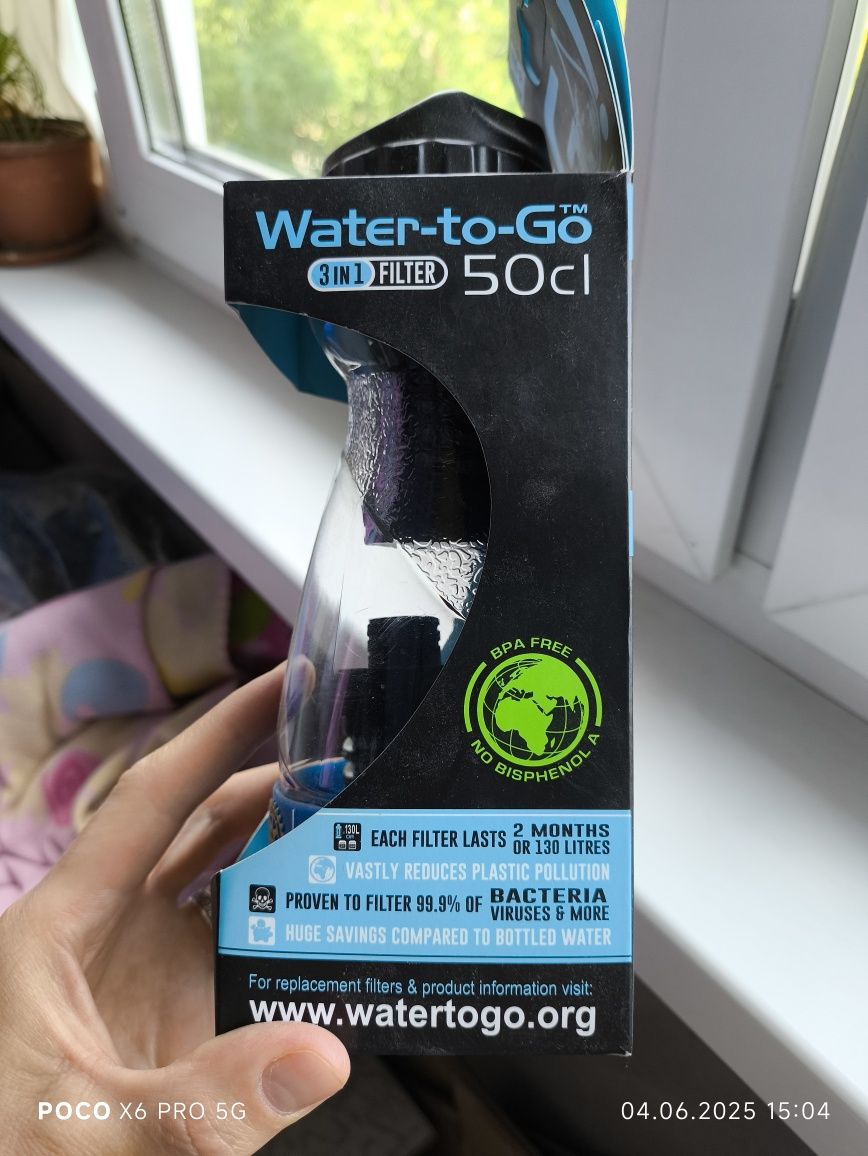 Water-to-Go™
3 IN 1 FILTER 50cl
BPA FREE
NO BISPHENOL A
130L
EACH FILTER LASTS 2 MONTHS
OR 130 LITRES
VASTLY REDUCES PLASTIC POLLUTION
PROVEN TO FILTER 99.9% OF BACTERIA
VIRUSES & MORE
HUGE SAVINGS COMPARED TO BOTTLED WATER
For replacement filters & product information visit:
www.watertogo.org
POCO X6 PRO 5G
04.06.2025 15:04